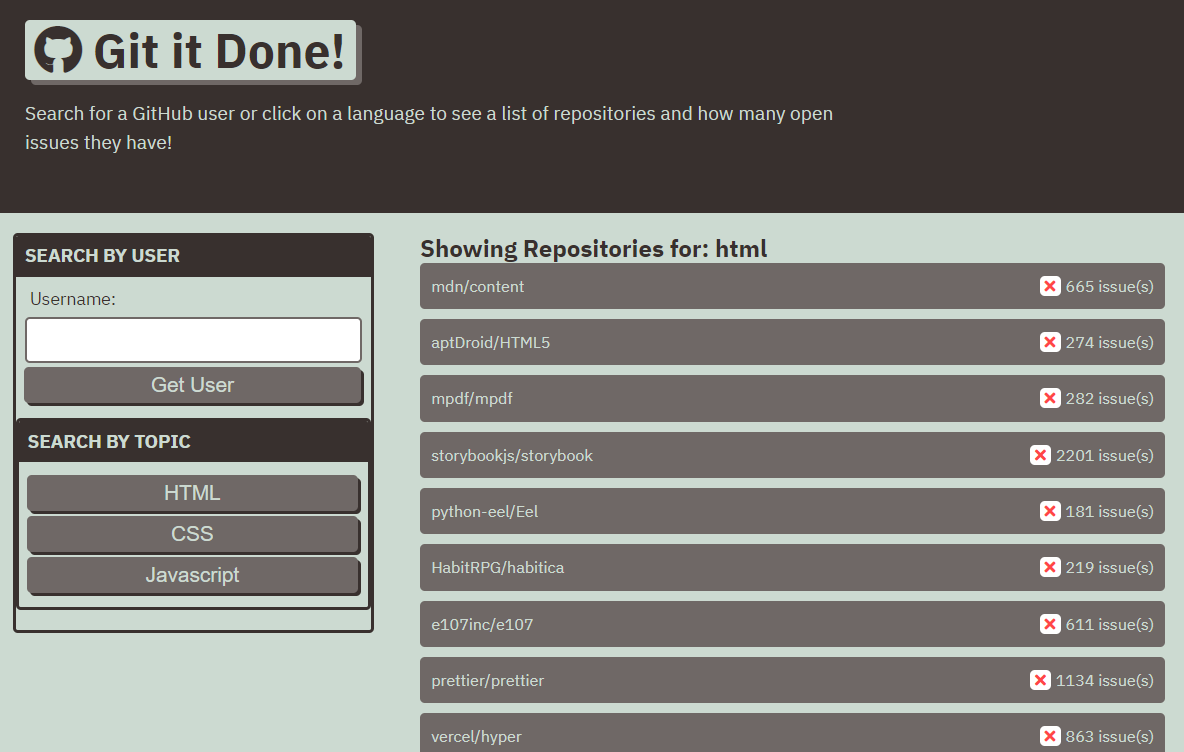 Git it Done!
Search for a GitHub user or click on a language to see a list of repositories and how many open
issues they have!
SEARCH BY USER
Username:
Get User
SEARCH BY TOPIC
HTML
CSS
Javascript
Showing Repositories for: html
mdn/content 665 issue(s)
aptDroid/HTML5 274 issue(s)
mpdf/mpdf 282 issue(s)
storybookjs/storybook 2201 issue(s)
python-eel/Eel 181 issue(s)
HabitRPG/habitica 219 issue(s)
e107inc/e107 611 issue(s)
prettier/prettier 1134 issue(s)
vercel/hyper 863 issue(s)